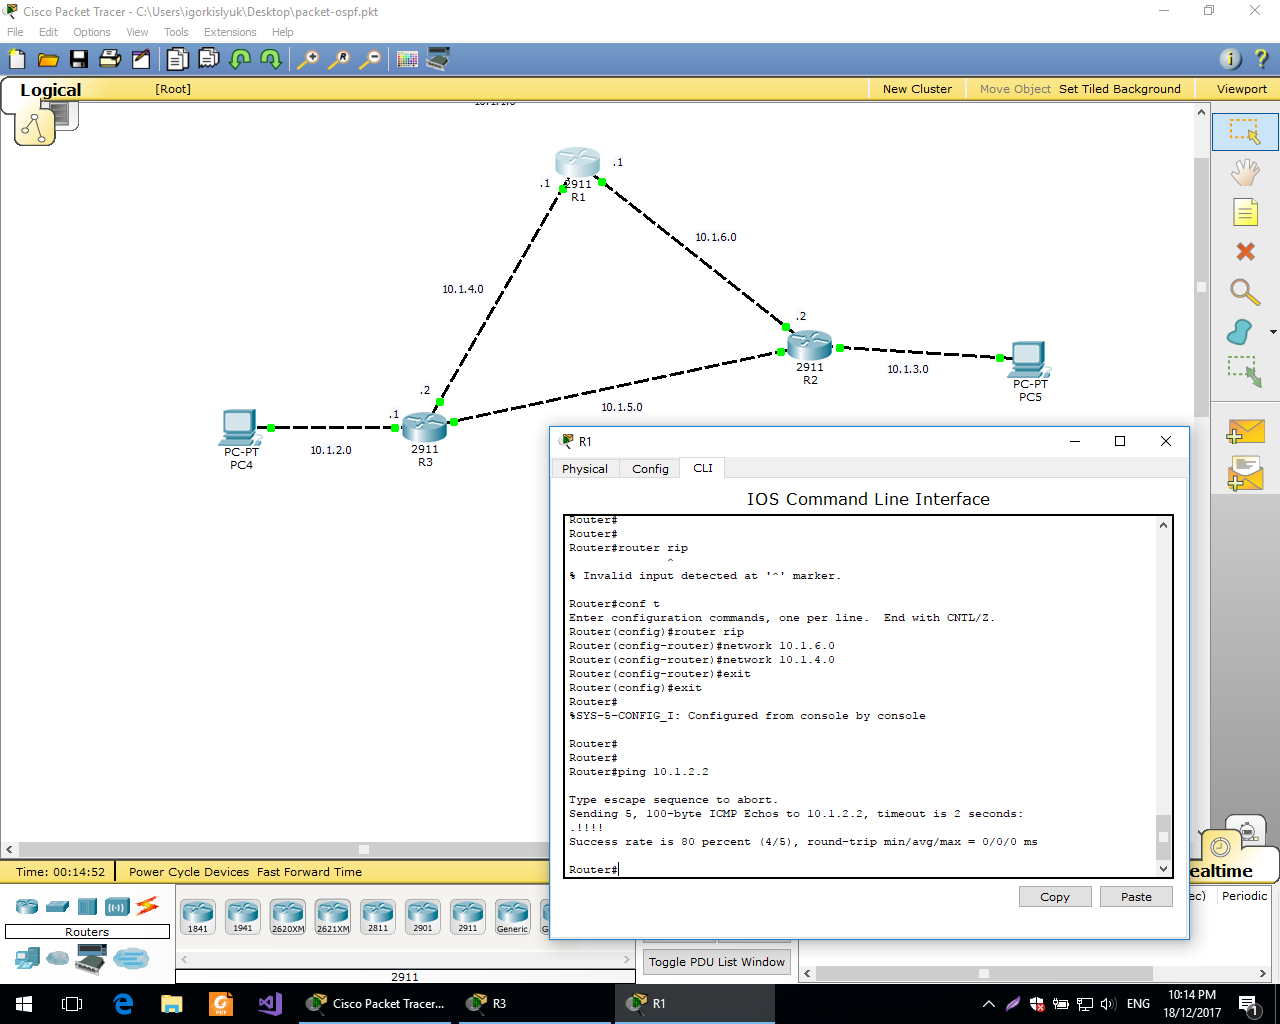 Cisco Packet Tracer - C:\Users\igorkislyuk\Desktop\packet-ospf.pkt
File Edit Options View Tools Extensions Help
Logical [Root] New Cluster Move Object Set Tiled Background Viewport
.1
.1 2911
R1
10.1.6.0
10.1.4.0
.2
2911
R2
10.1.3.0
PC-PT
PC5
.2
10.1.5.0
.1
2911
R3
PC-PT
PC4
10.1.2.0
R1
Physical Config CLI
IOS Command Line Interface
Router#
Router#
Router#router rip
^
% Invalid input detected at '^' marker.
Router#conf t
Enter configuration commands, one per line. End with CNTL/Z.
Router(config)#router rip
Router(config-router)#network 10.1.6.0
Router(config-router)#network 10.1.4.0
Router(config-router)#exit
Router(config)#exit
Router#
%SYS-5-CONFIG_I: Configured from console by console
Router#
Router#
Router#ping 10.1.2.2
Type escape sequence to abort.
Sending 5, 100-byte ICMP Echos to 10.1.2.2, timeout is 2 seconds:
.!!!!
Success rate is 80 percent (4/5), round-trip min/avg/max = 0/0/0 ms
Router#
Copy Paste
Time: 00:14:52 Power Cycle Devices Fast Forward Time
ealtime
Routers
1841 1941 2620XM 2621XM 2811 2901 2911 Generic G
2911
Toggle PDU List Window
ec) Periodic
Cisco Packet Tracer... R3 R1
ENG
10:14 PM
18/12/2017
1